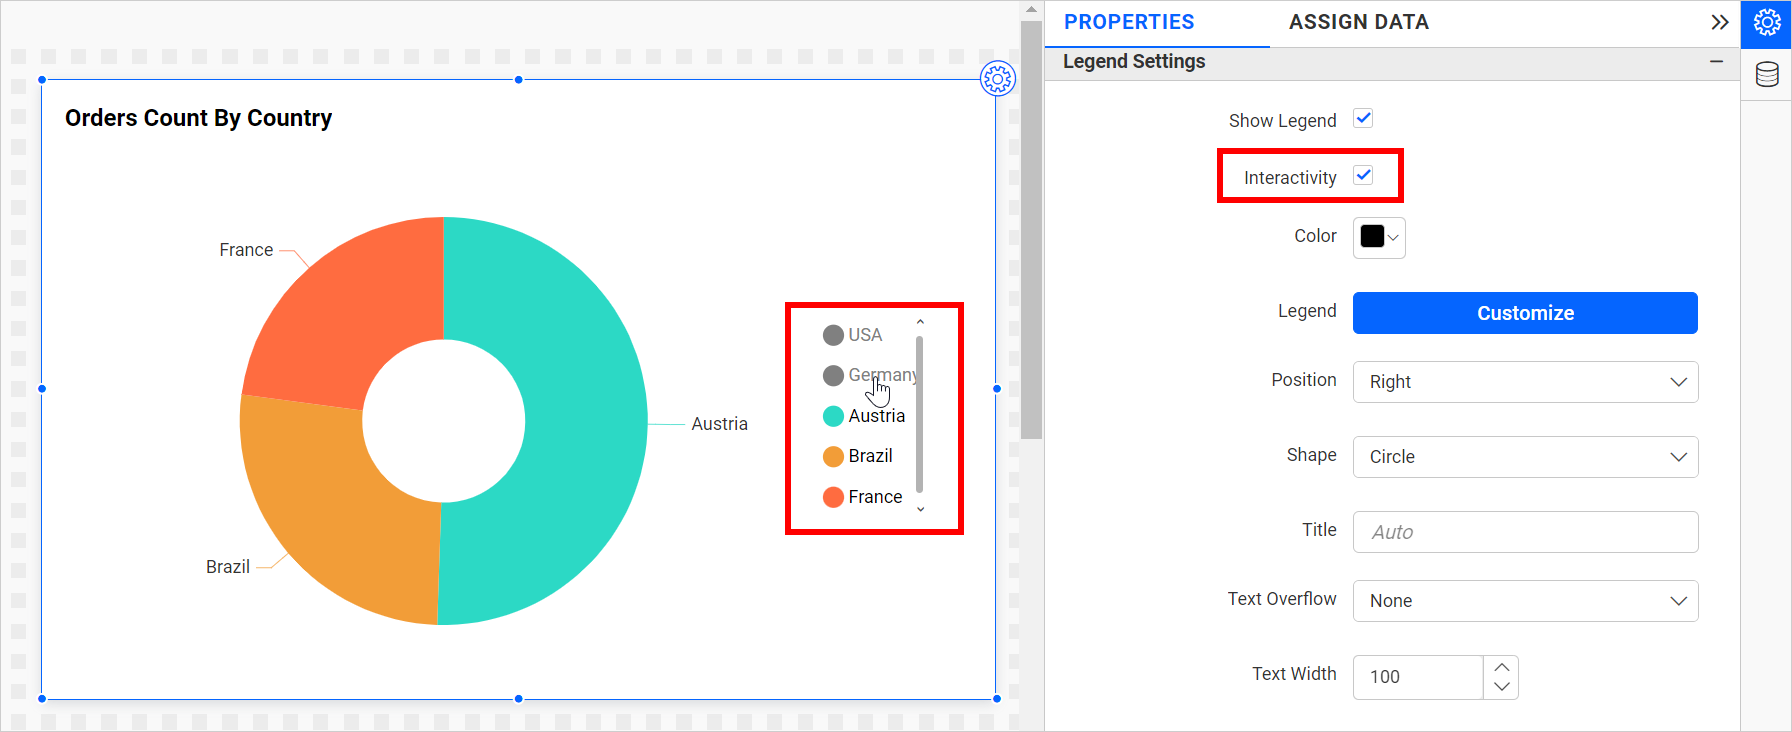 Orders Count By Country
France
Austria
Brazil
USA
Germany
Austria
Brazil
France
PROPERTIES
ASSIGN DATA
Legend Settings
Show Legend
Interactivity
Color
Legend
Customize
Position
Right
Shape
Circle
Title
Auto
Text Overflow
None
Text Width
100